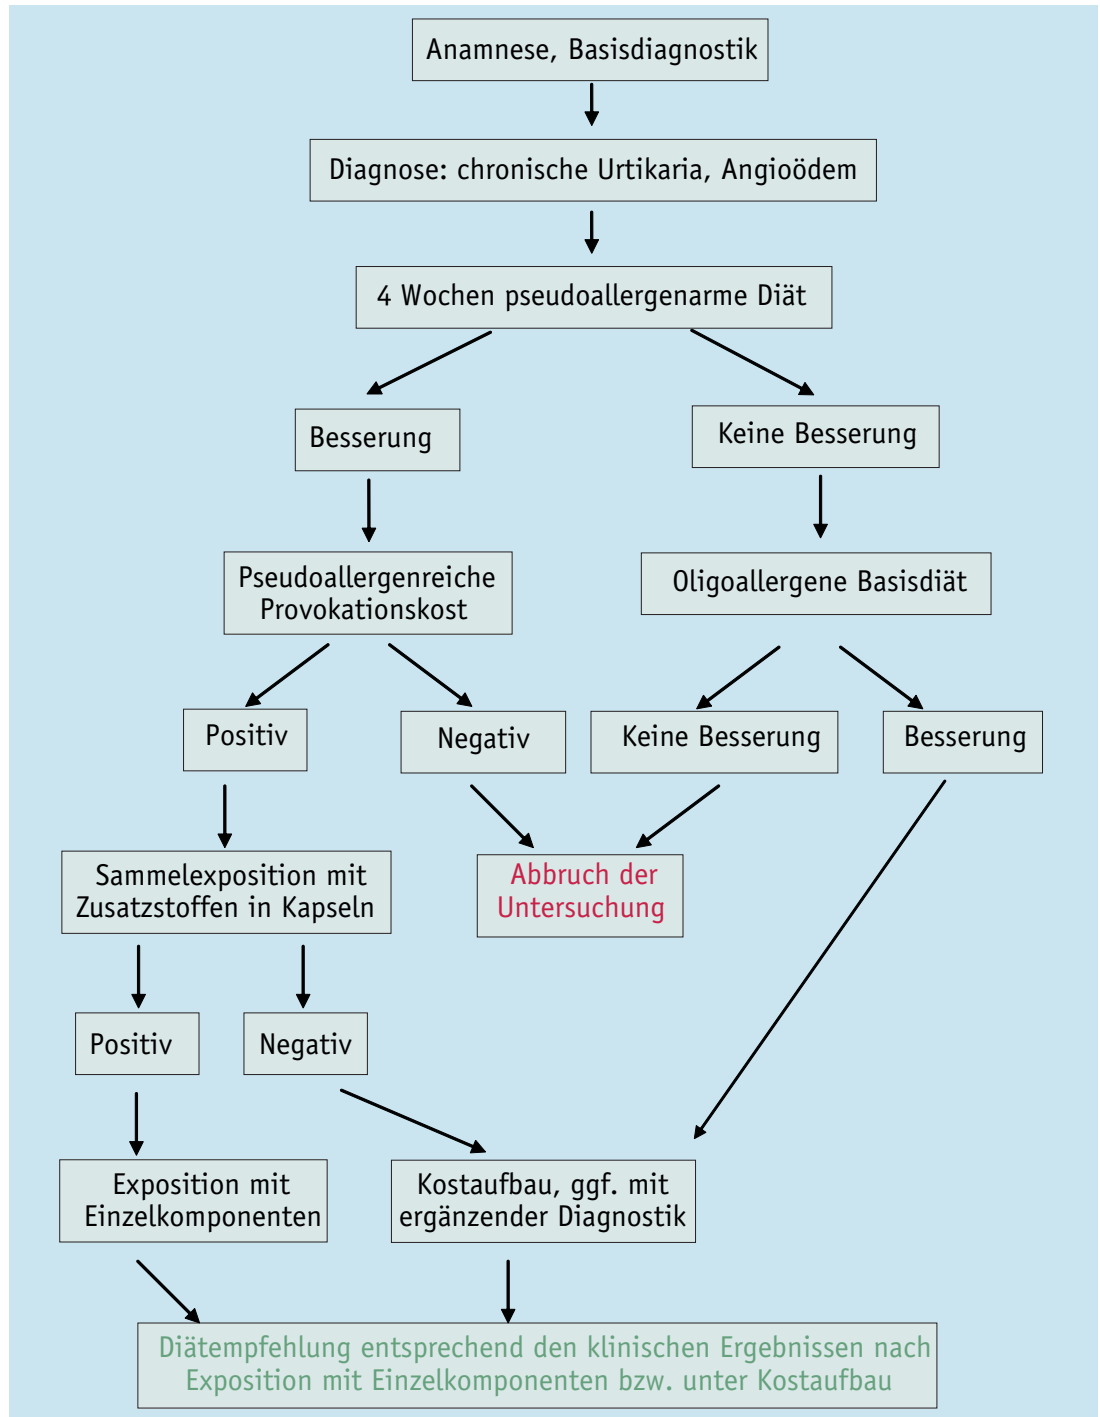 Anamnese, Basisdiagnostik
Diagnose: chronische Urtikaria, Angioödem
4 Wochen pseudoallergenarme Diät
Besserung
Keine Besserung
Pseudoallergenreiche
Provokationskost
Oligoallergene Basisdiät
Positiv
Negativ
Keine Besserung
Besserung
Sammelexposition mit
Zusatzstoffen in Kapseln
Abbruch der
Untersuchung
Positiv
Negativ
Exposition mit
Einzelkomponenten
Kostaufbau, ggf. mit
ergänzender Diagnostik
Diätempfehlung entsprechend den klinischen Ergebnissen nach
Exposition mit Einzelkomponenten bzw. unter Kostaufbau